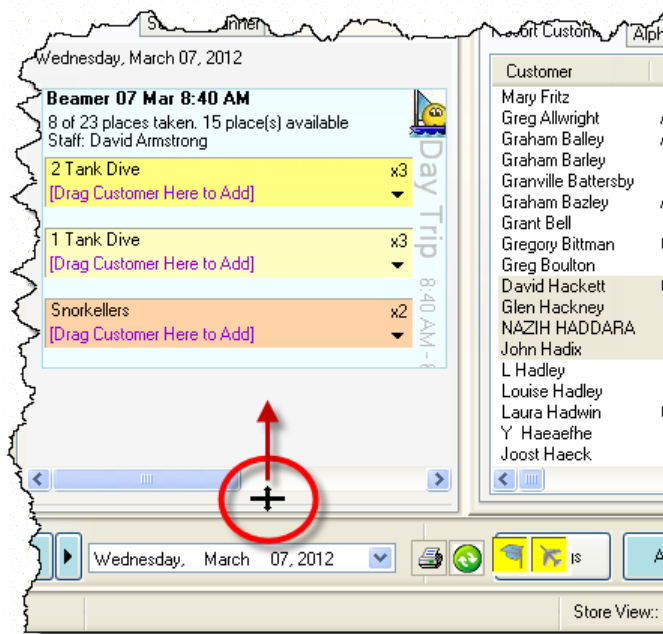 Wednesday, March 07, 2012
Beamer 07 Mar 8:40 AM
8 of 23 places taken. 15 place(s) available
Staff: David Armstrong
2 Tank Dive x3
[Drag Customer Here to Add]
1 Tank Dive x3
[Drag Customer Here to Add]
Snorkellers x2
[Drag Customer Here to Add]
Day Trip 8:40 AM - 8
Custom
Alph
Customer
Mary Fritz
Greg Allwright
Graham Balley
Graham Barley
Granville Battersby
Graham Bazley
Grant Bell
Gregory Bittman
Greg Boulton
David Hackett
Glen Hackney
NAZIH HADDARA
John Hadix
L Hadley
Louise Hadley
Laura Hadwin
Y Haeaefhe
Joost Haeck
Wednesday, March 07, 2012
is
A
Store View::